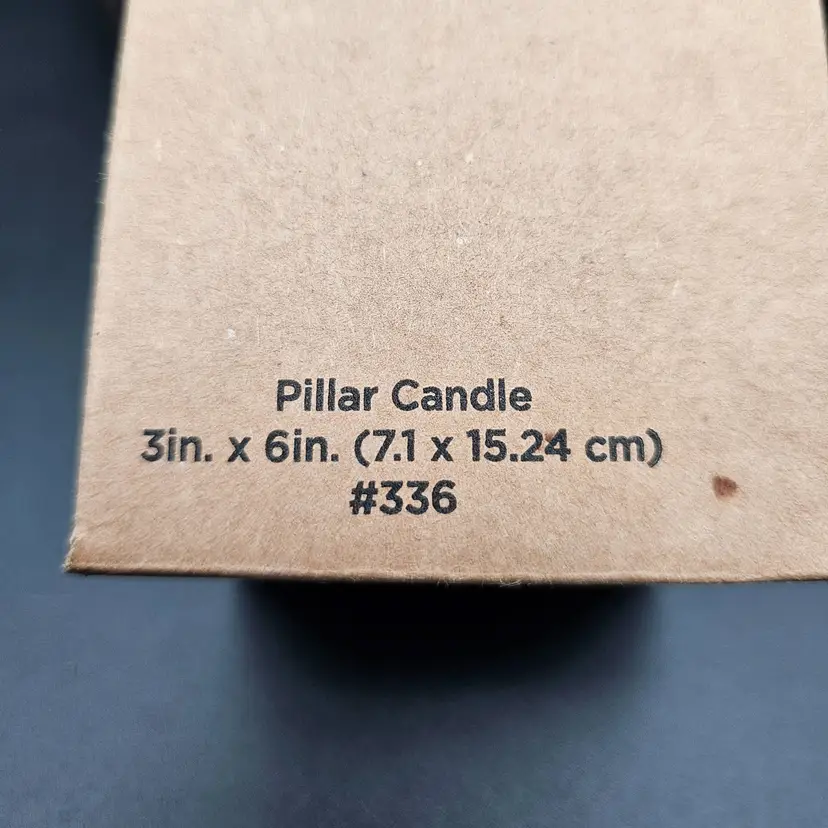 Pillar Candle
3in. x 6in. (7.1 x 15.24 cm)
#336